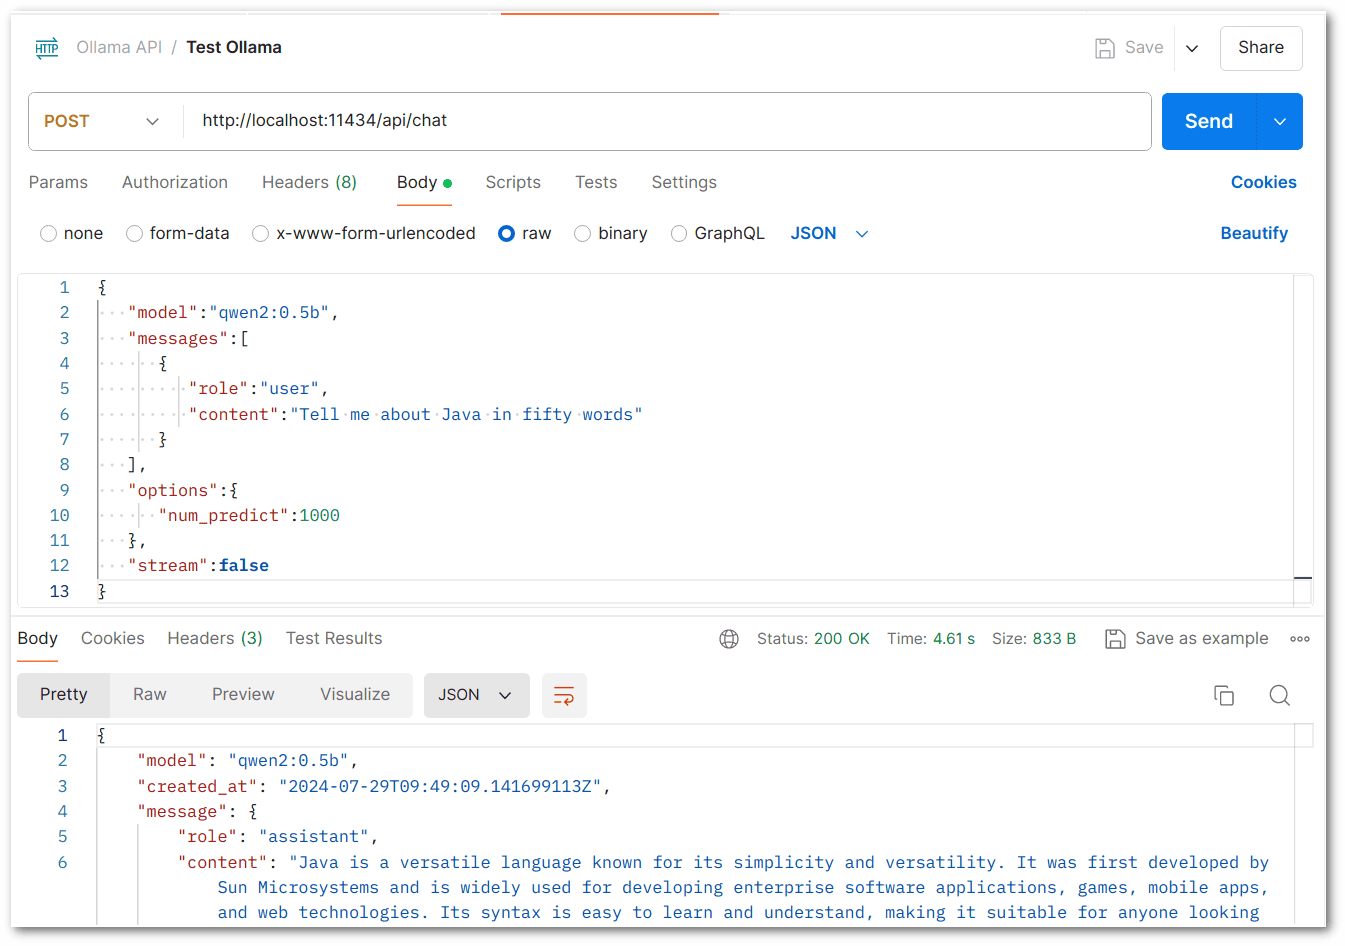 HTTP Ollama API / Test Ollama Save Share
POST http://localhost:11434/api/chat Send
Params Authorization Headers (8) Body Scripts Tests Settings Cookies
none form-data x-www-form-urlencoded raw binary GraphQL JSON Beautify
1 {
2 "model":"qwen2:0.5b",
3 "messages":[
4 {
5 "role":"user",
6 "content":"Tell me about Java in fifty words"
7 }
8 ],
9 "options":{
10 "num_predict":1000
11 },
12 "stream":false
13 }
Body Cookies Headers (3) Test Results Status: 200 OK Time: 4.61 s Size: 833 B Save as example
Pretty Raw Preview Visualize JSON
1 {
2 "model": "qwen2:0.5b",
3 "created_at": "2024-07-29T09:49:09.141699113Z",
4 "message": {
5 "role": "assistant",
6 "content": "Java is a versatile language known for its simplicity and versatility. It was first developed by
Sun Microsystems and is widely used for developing enterprise software applications, games, mobile apps,
and web technologies. Its syntax is easy to learn and understand, making it suitable for anyone looking